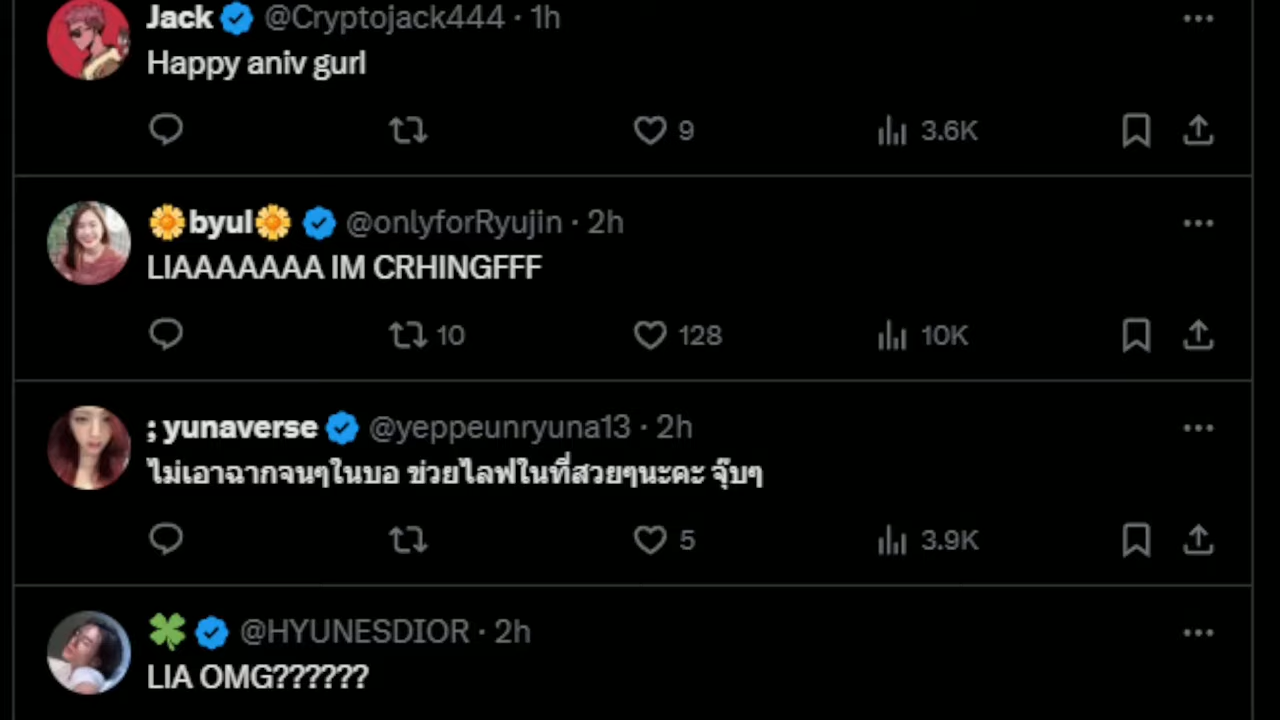 Jack @Cryptojack444 · 1h
Happy aniv gurl
9 3.6K
🌼byul🌼 @onlyforRyujin · 2h
LIAAAAAAA IM CRHINGFFF
10 128 10K
; yunaverse @yeppeunryuna13 · 2h
ไม่เอาฉากจนๆในบอ ข่วยไลฟในที่สวยๆนะคะ จุ๊บๆ
5 3.9K
🍀 @HYUNESDIOR · 2h
LIA OMG??????